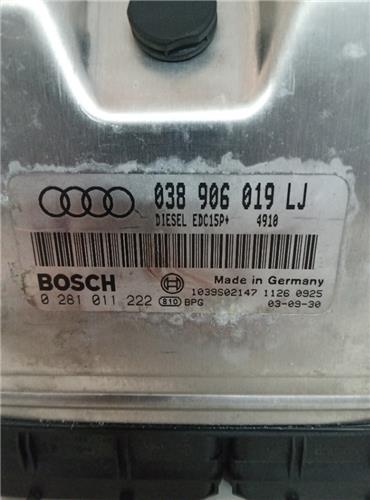 038 906 019 LJ
DIESEL EDC15P+ 4910
BOSCH
Made in Germany
0 281 011 222 810 BPG
1039S02147 1126 0925
03-09-30